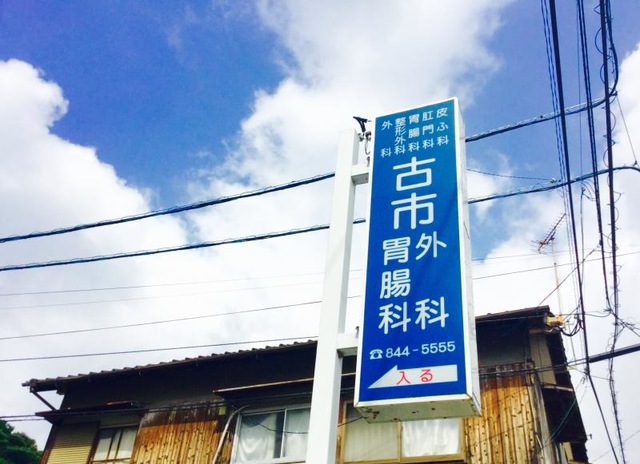 皮ふ科
肛門科
胃腸科
整形外科
外科
古市
外科
胃腸科
☎844-5555
入る